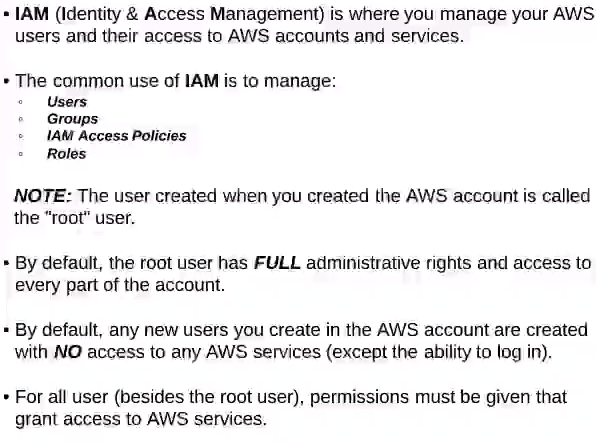 • IAM (Identity & Access Management) is where you manage your AWS
users and their access to AWS accounts and services.
• The common use of IAM is to manage:
◦ Users
◦ Groups
◦ IAM Access Policies
◦ Roles
NOTE: The user created when you created the AWS account is called
the "root" user.
• By default, the root user has FULL administrative rights and access to
every part of the account.
• By default, any new users you create in the AWS account are created
with NO access to any AWS services (except the ability to log in).
• For all user (besides the root user), permissions must be given that
grant access to AWS services.